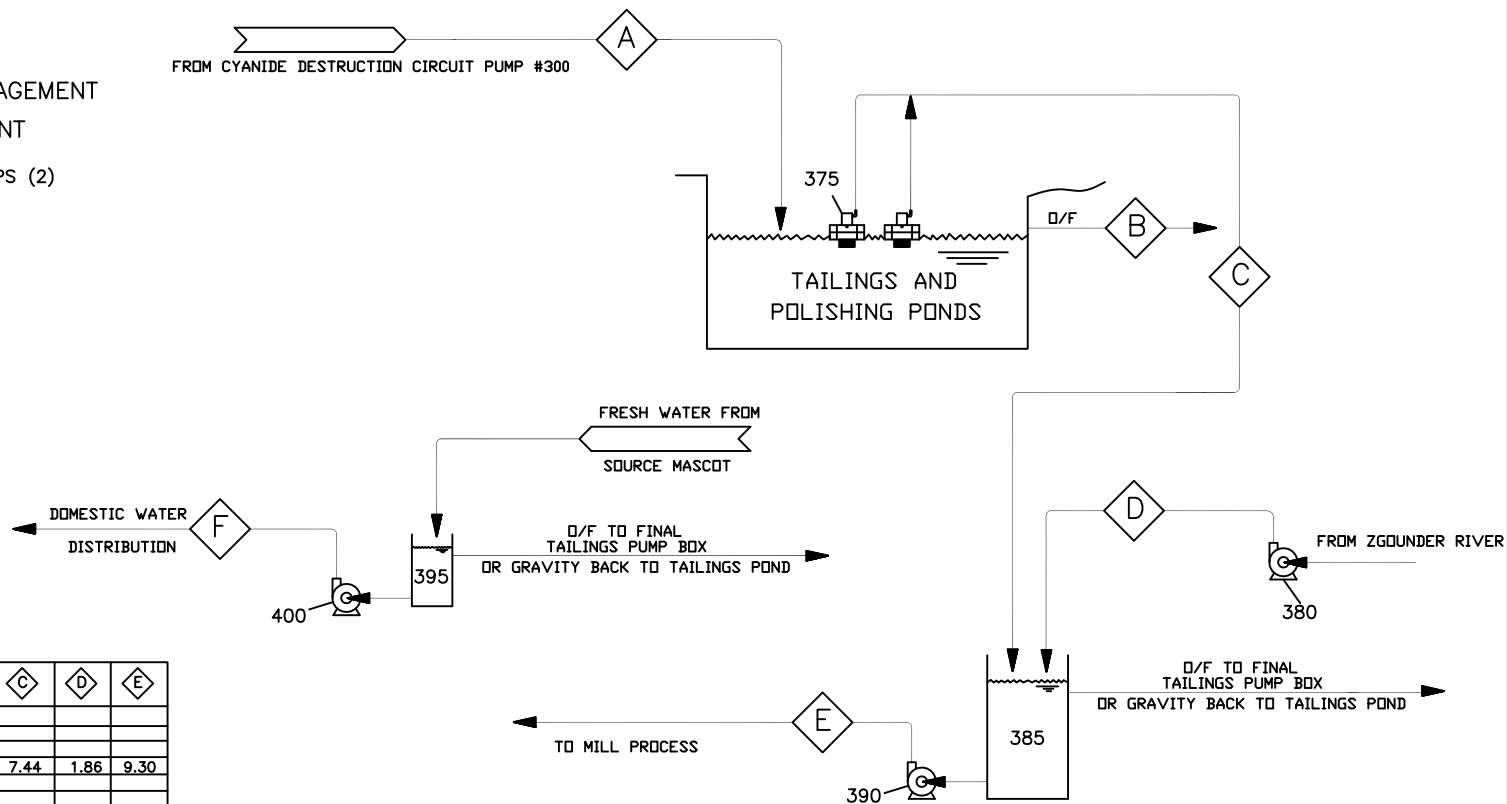 A
FROM CYANIDE DESTRUCTION CIRCUIT PUMP #300
AGEMENT
NT
PS (2)
375
O/F
B
C
TAILINGS AND
POLISHING PONDS
FRESH WATER FROM
SOURCE MASCOT
DOMESTIC WATER
DISTRIBUTION
F
O/F TO FINAL
TAILINGS PUMP BOX
OR GRAVITY BACK TO TAILINGS POND
395
400
D
FROM ZGOUNDER RIVER
380
O/F TO FINAL
TAILINGS PUMP BOX
OR GRAVITY BACK TO TAILINGS POND
385
E
TO MILL PROCESS
390
C D E
7.44 1.86 9.30